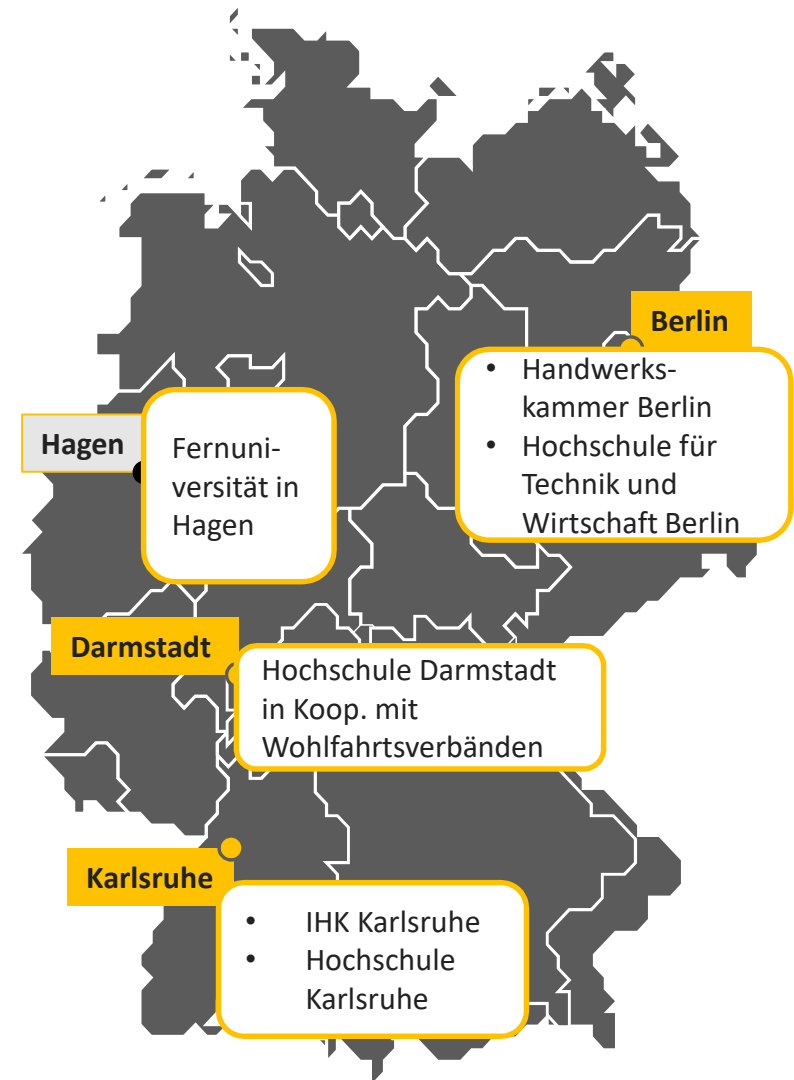 Berlin
• Handwerks-
kammer Berlin
• Hochschule für
Technik und
Wirtschaft Berlin
Hagen
Fernuni-
versität in
Hagen
Darmstadt
Hochschule Darmstadt
in Koop. mit
Wohlfahrtsverbänden
Karlsruhe
• IHK Karlsruhe
• Hochschule
Karlsruhe